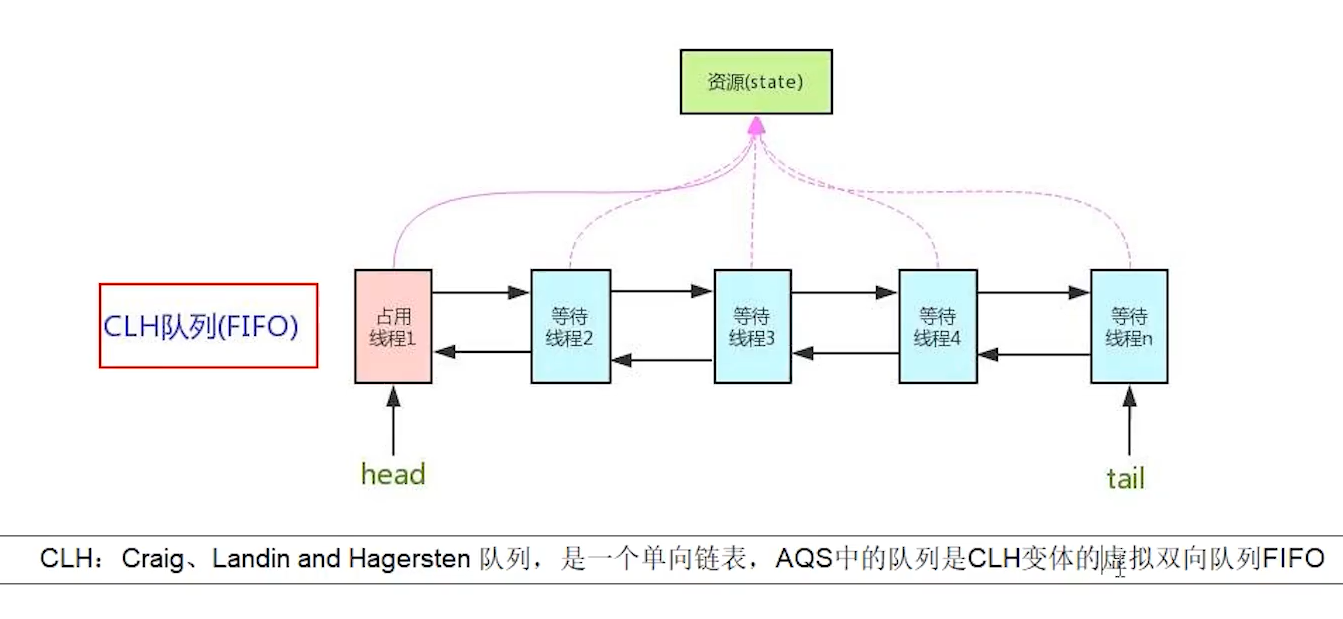 资源(state)
CLH队列(FIFO)
占用
线程1
等待
线程2
等待
线程3
等待
线程4
等待
线程n
head
tail
CLH：Craig、Landin and Hagersten 队列，是一个单向链表，AQS中的队列是CLH变体的虚拟双向队列FIFO